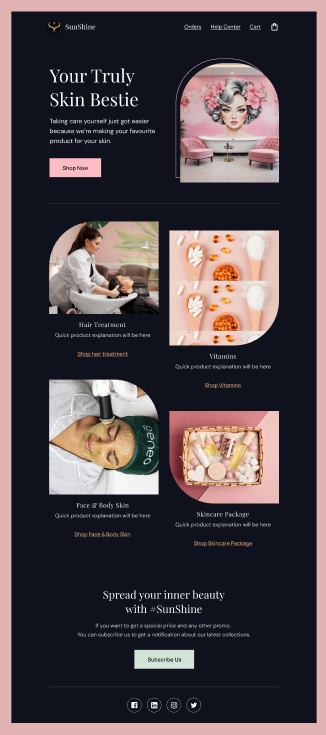 SunShine
Orders Help Center Cart
Your Truly
Skin Bestie
Taking care yourself just got easier
because we're making your favourite
product for your skin.
Shop Now
Hair Treatment
Quick product explanation will be here
Shop hair treatment
Vitamins
Quick product explanation will be here
Shop Vitamins
geneo
Face & Body Skin
Quick product explanation will be here
Shop Face & Body Skin
Skincare Package
Quick product explanation will be here
Shop Skincare Package
Spread your inner beauty
with #SunShine
If you want to get a special price and any other promo.
You can subscribe us to get a notification about our latest collections.
Subscribe Us